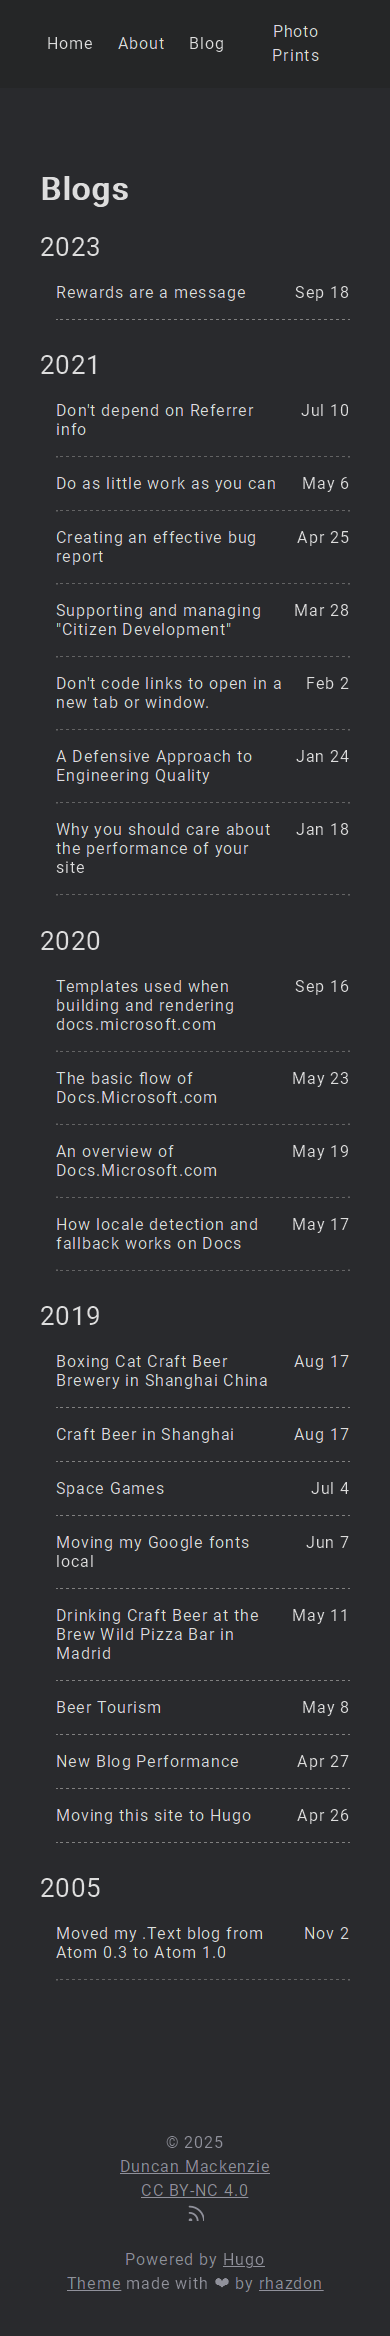 Home About Blog Photo
Prints
Blogs
2023
Rewards are a message Sep 18
2021
Don't depend on Referrer Jul 10
info
Do as little work as you can May 6
Creating an effective bug Apr 25
report
Supporting and managing Mar 28
"Citizen Development"
Don't code links to open in a Feb 2
new tab or window.
A Defensive Approach to Jan 24
Engineering Quality
Why you should care about Jan 18
the performance of your
site
2020
Templates used when Sep 16
building and rendering
docs.microsoft.com
The basic flow of May 23
Docs.Microsoft.com
An overview of May 19
Docs.Microsoft.com
How locale detection and May 17
fallback works on Docs
2019
Boxing Cat Craft Beer Aug 17
Brewery in Shanghai China
Craft Beer in Shanghai Aug 17
Space Games Jul 4
Moving my Google fonts Jun 7
local
Drinking Craft Beer at the May 11
Brew Wild Pizza Bar in
Madrid
Beer Tourism May 8
New Blog Performance Apr 27
Moving this site to Hugo Apr 26
2005
Moved my .Text blog from Nov 2
Atom 0.3 to Atom 1.0
© 2025
Duncan Mackenzie
CC BY-NC 4.0
Powered by Hugo
Theme made with ❤ by rhazdon